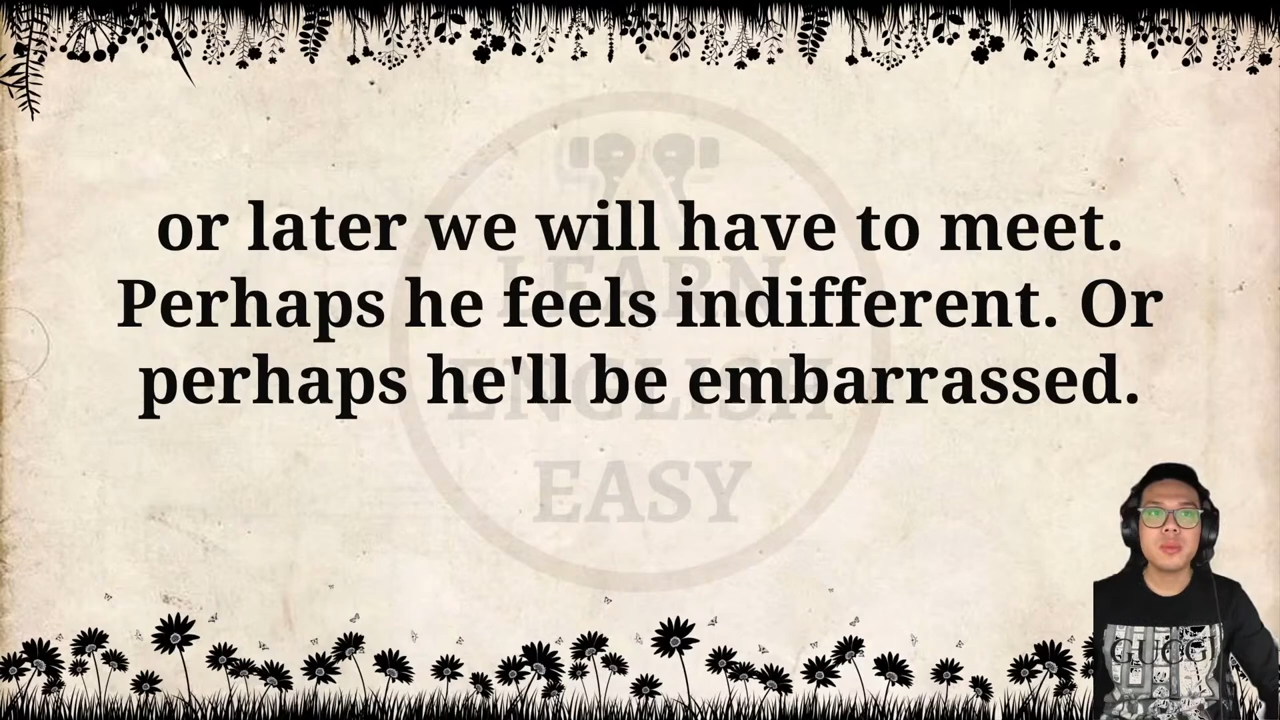 or later we will have to meet.
Perhaps he feels indifferent. Or
perhaps he'll be embarrassed.
LEARN
ENGLISH
EASY
GUCCI